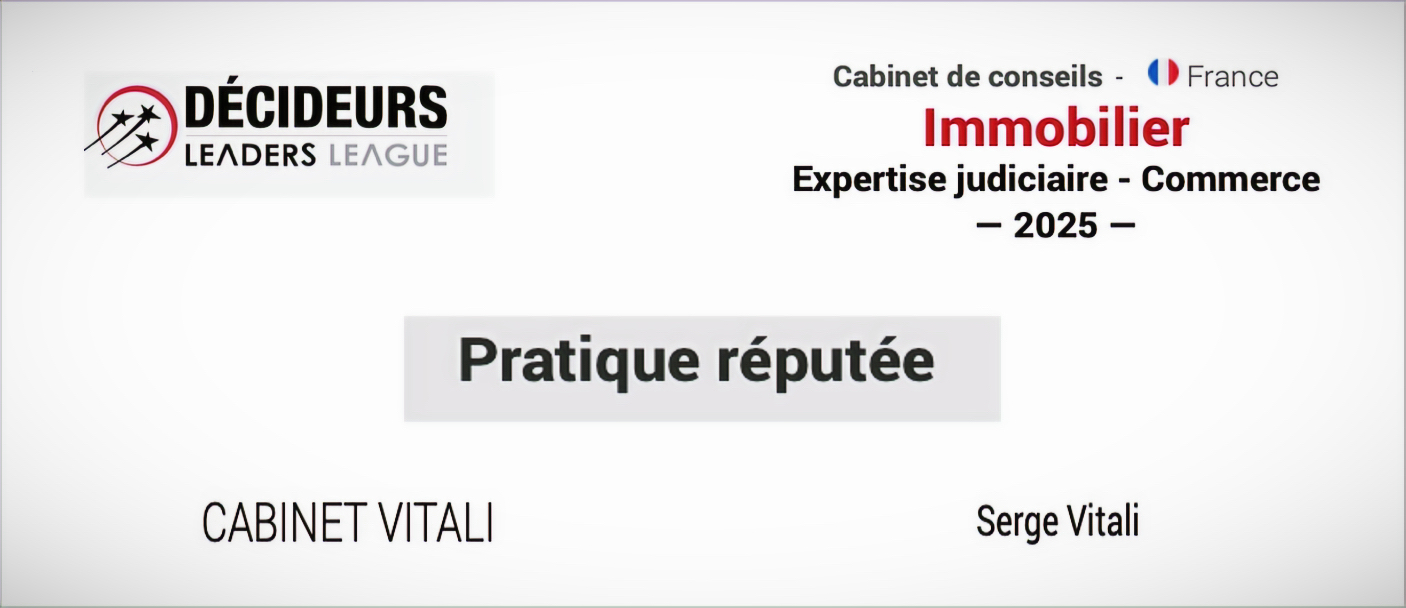 DÉCIDEURS
LEADERS LEAGUE
Cabinet de conseils - France
Immobilier
Expertise judiciaire - Commerce
— 2025 —
Pratique réputée
CABINET VITALI
Serge Vitali